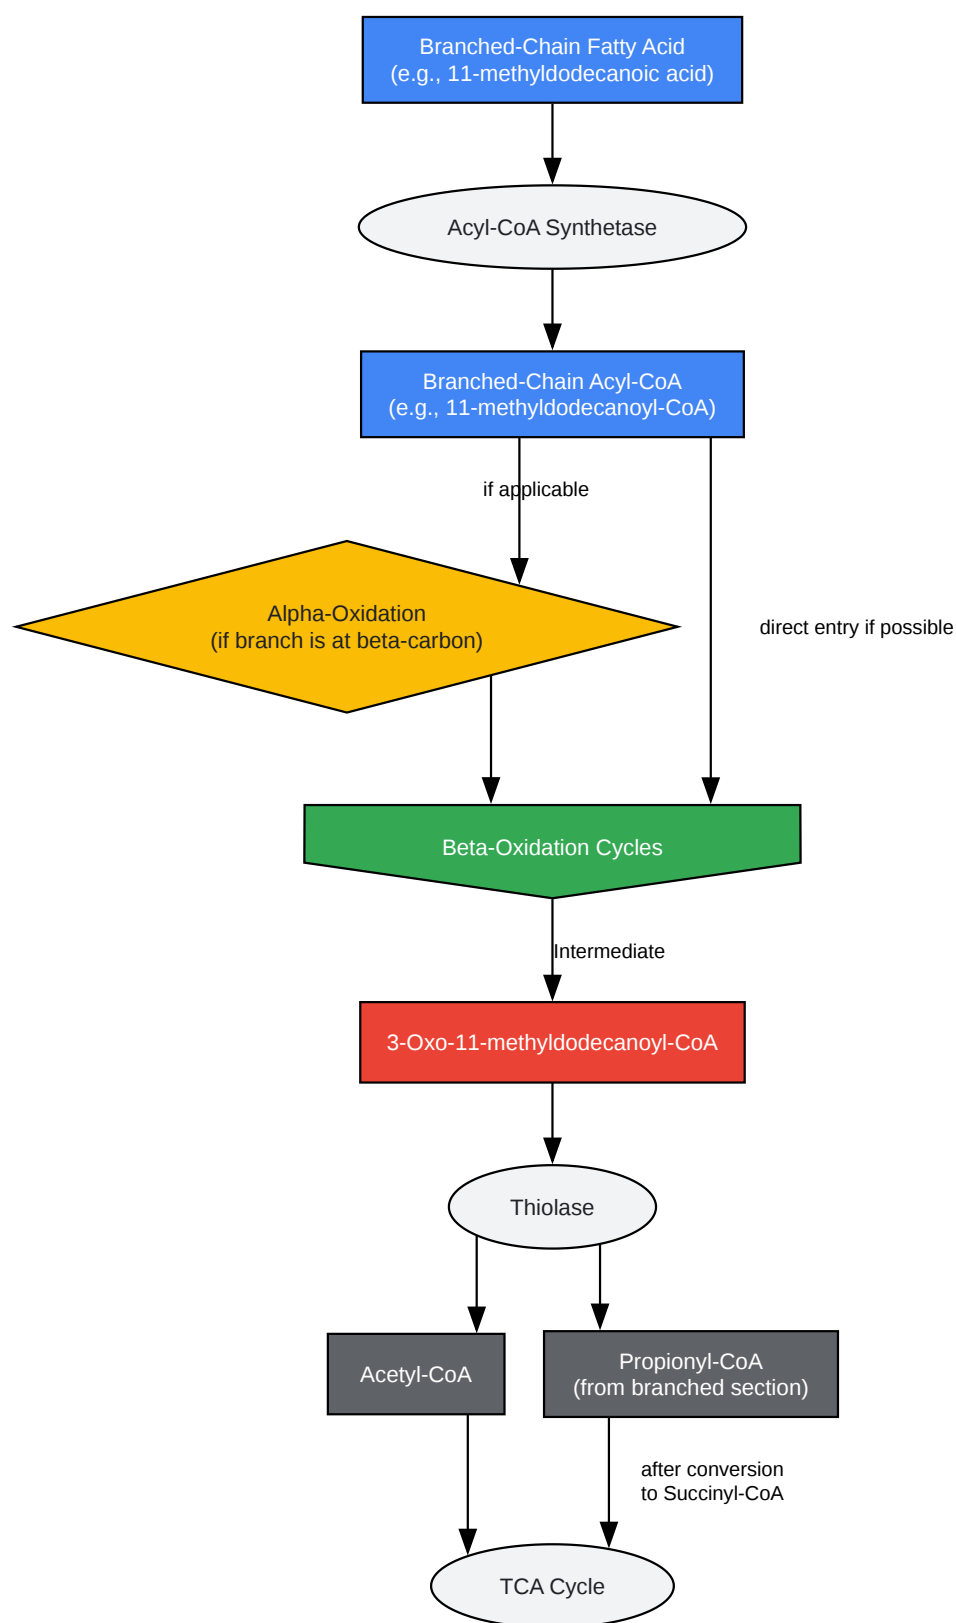 Branched-Chain Fatty Acid
(e.g., 11-methyldodecanoic acid)
Acyl-CoA Synthetase
Branched-Chain Acyl-CoA
(e.g., 11-methyldodecanoyl-CoA)
if applicable
Alpha-Oxidation
(if branch is at beta-carbon)
direct entry if possible
Beta-Oxidation Cycles
Intermediate
3-Oxo-11-methyldodecanoyl-CoA
Thiolase
Acetyl-CoA
Propionyl-CoA
(from branched section)
after conversion
to Succinyl-CoA
TCA Cycle